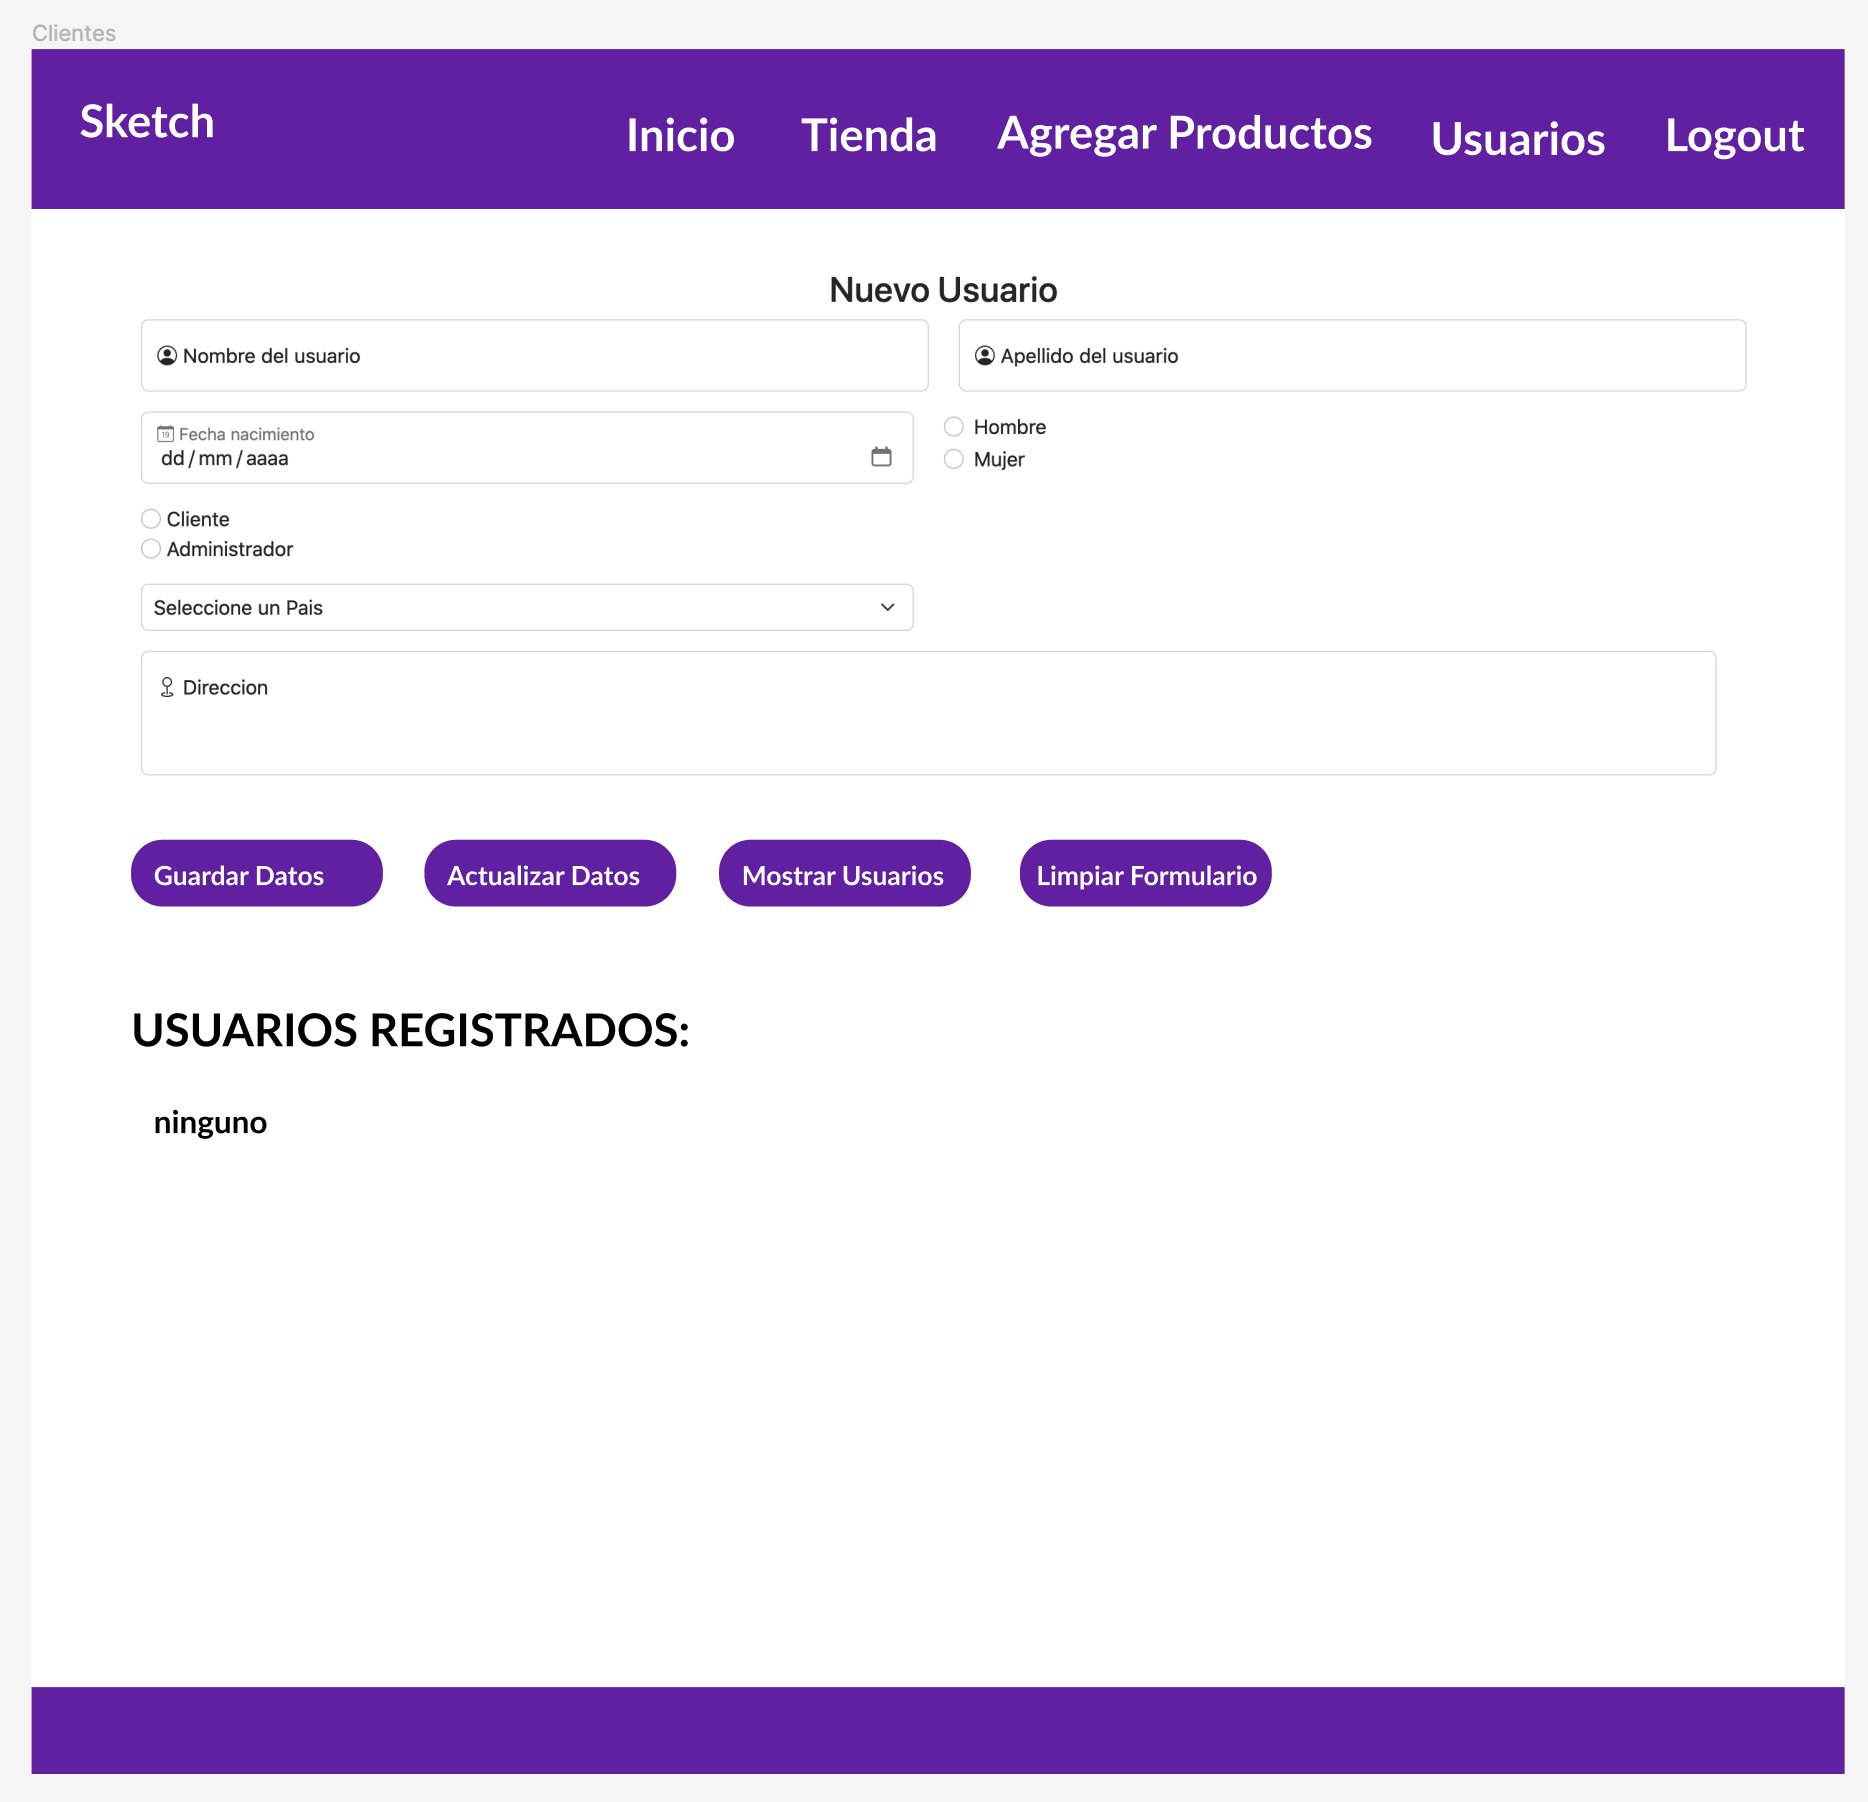 Clientes
Sketch
Inicio Tienda Agregar Productos Usuarios Logout
Nuevo Usuario
Nombre del usuario Apellido del usuario
19 Fecha nacimiento
dd/mm/aaaa
Hombre
Mujer
Cliente
Administrador
Seleccione un Pais
Direccion
Guardar Datos Actualizar Datos Mostrar Usuarios Limpiar Formulario
USUARIOS REGISTRADOS:
ninguno